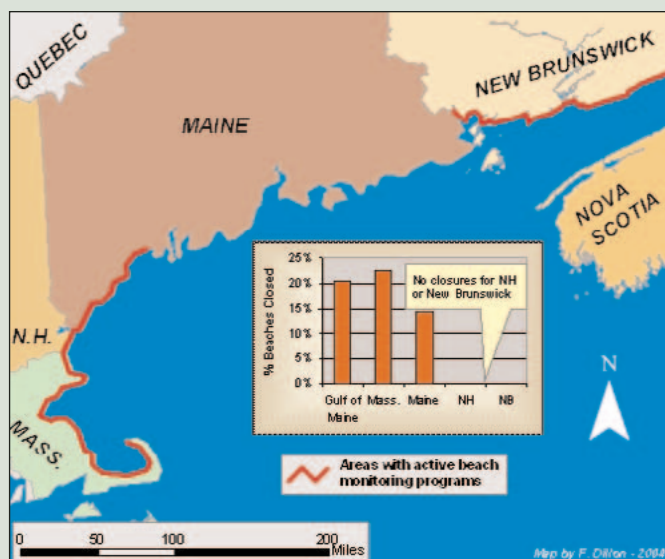 QUEBEC
NEW BRUNSWICK
MAINE
NOVA
SCOTIA
25%
20%
15%
10%
5%
0%
% Beaches Closed
No closures for NH
or New Brunswick
Gulf of Maine
Mass.
Maine
NH
NB
N.H.
MASS.
N
Areas with active beach
monitoring programs
0 50 100 200
Miles
Map by F. Dillon - 2004